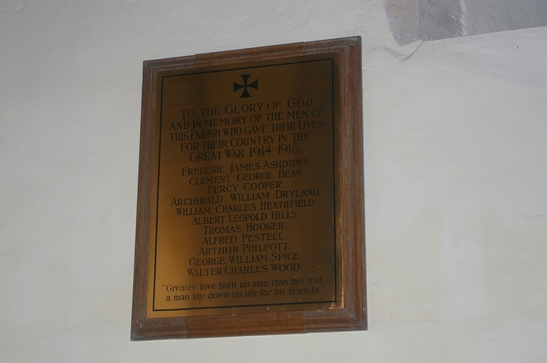 TO THE GLORY OF GOD
AND IN MEMORY OF THE MEN OF
THIS PARISH WHO GAVE THEIR LIVES
FOR THEIR COUNTRY IN THE
GREAT WAR 1914-1918.
FREDERIC JAMES ASHDOWN
CLEMENT GEORGE BEAN
PERCY COOPER
ARCHIBALD WILLIAM DRYLAND
WILLIAM CHARLES HEATHFIELD
ALBERT LEOPOLD HILLS.
THOMAS HOOKER.
ALFRED PESTELL
ARTHUR PHILPOTT
GEORGE WILLIAM SPICE
WALTER CHARLES WOOD.
"Greater love hath no man than this that
a man lay down his life for his friends"